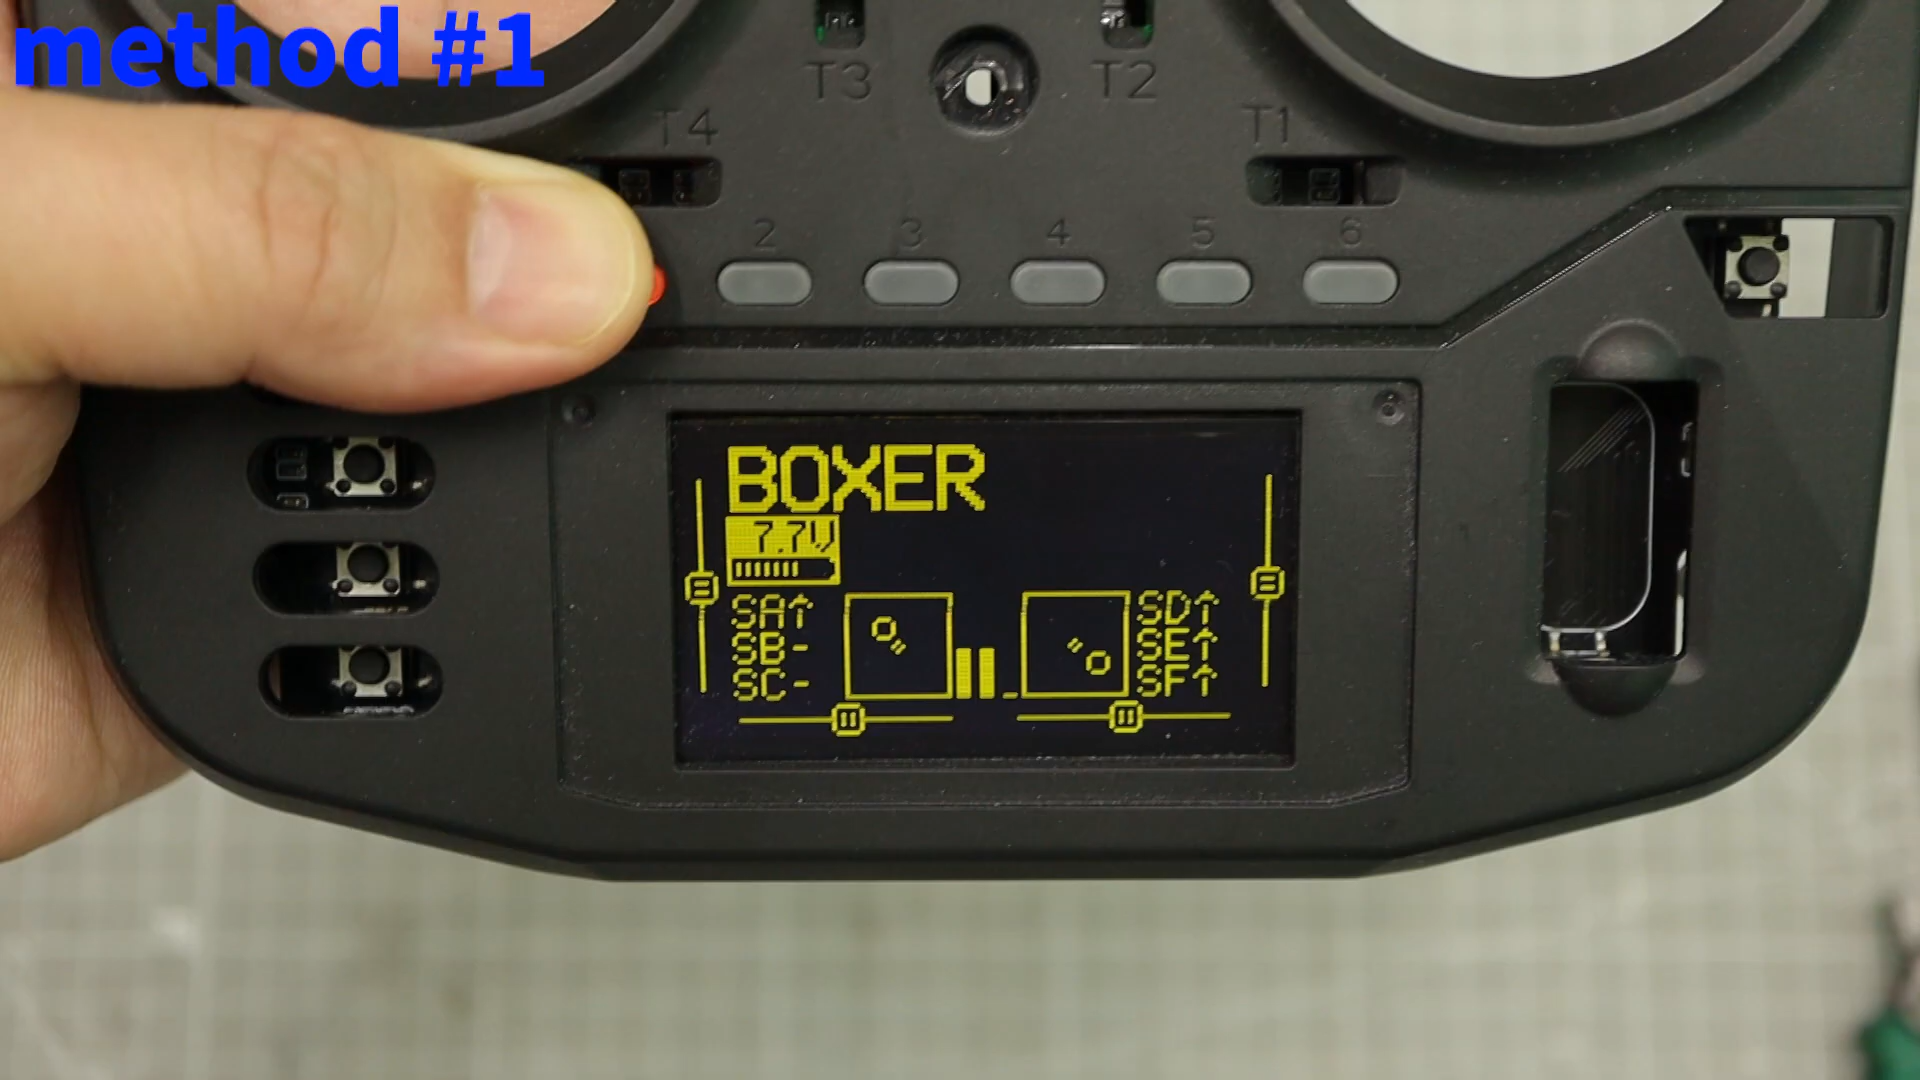 method #1
T3
T2
T4
T1
2
3
4
5
6
BOXER
7.7V
SA↑
SB-
SC-
SD↑
SE↑
SF↑